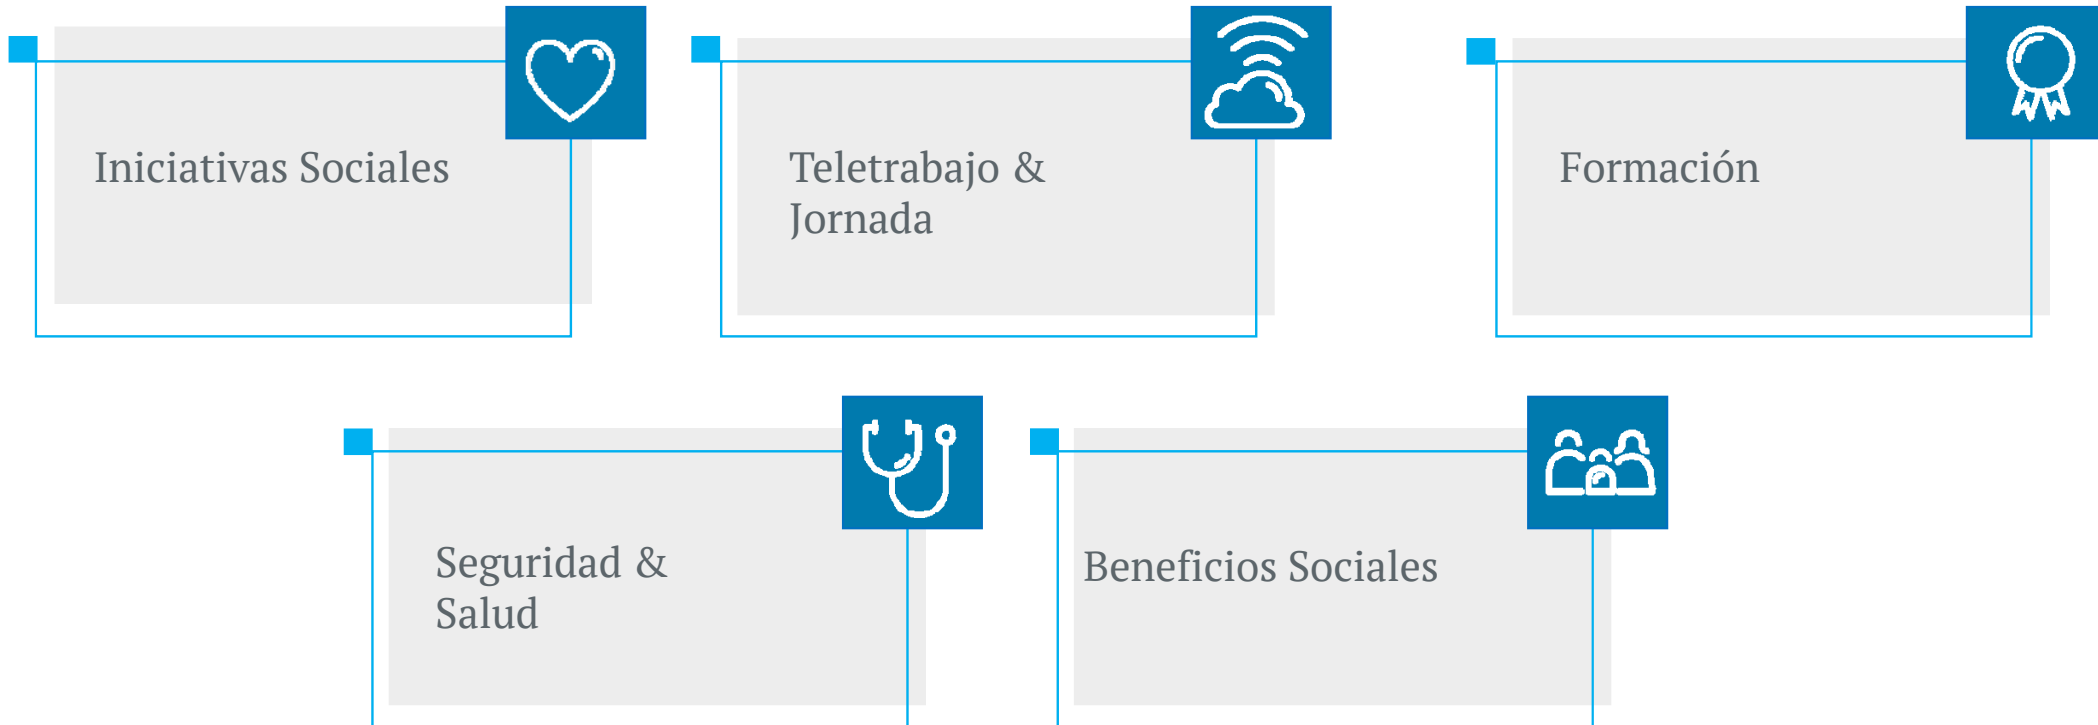 Iniciativas Sociales
Teletrabajo &
Jornada
Formación
Seguridad &
Salud
Beneficios Sociales